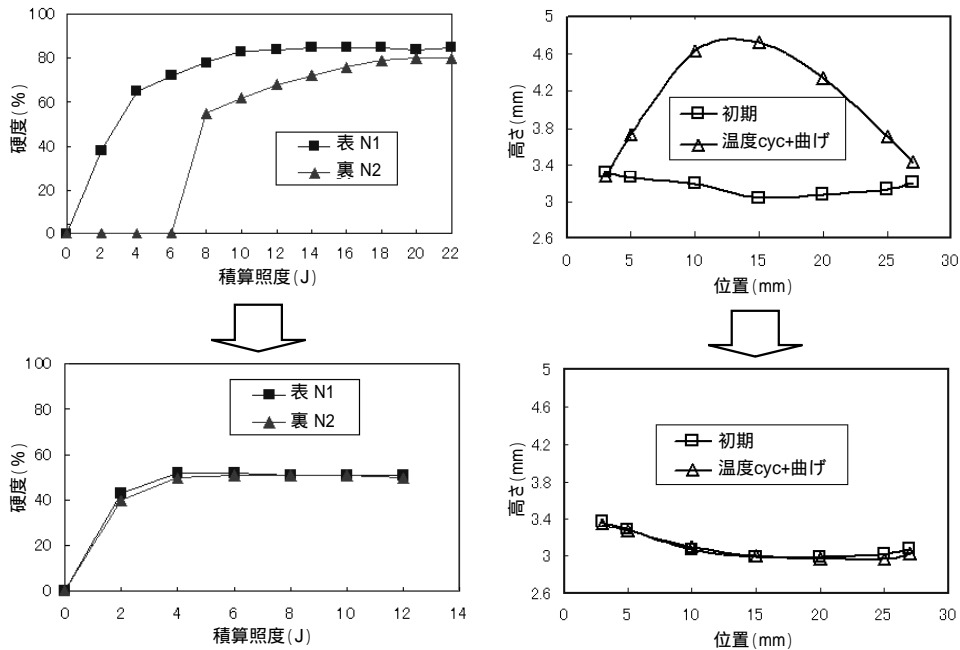 100
80
60
40
20
0
硬度(%)
表 N1
裏 N2
0 2 4 6 8 10 12 14 16 18 20 22
積算照度(J)
5
4.6
4.2
3.8
3.4
3
2.6
高さ(mm)
初期
温度cyc+曲げ
0 5 10 15 20 25 30
位置(mm)
100
80
60
40
20
0
硬度(%)
表 N1
裏 N2
0 2 4 6 8 10 12 14
積算照度(J)
5
4.6
4.2
3.8
3.4
3
2.6
高さ(mm)
初期
温度cyc+曲げ
0 5 10 15 20 25 30
位置(mm)